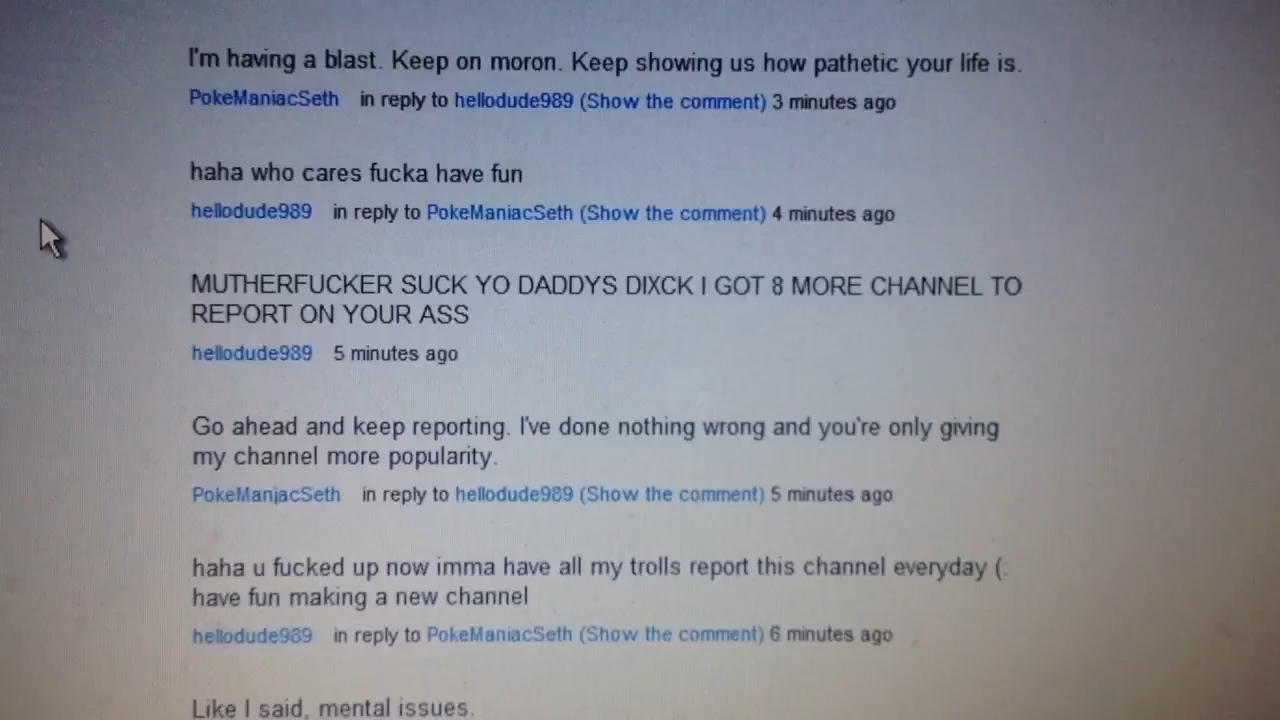 I'm having a blast. Keep on moron. Keep showing us how pathetic your life is.
PokeManiacSeth in reply to hellodude989 (Show the comment) 3 minutes ago
haha who cares fucka have fun
hellodude989 in reply to PokeManiacSeth (Show the comment) 4 minutes ago
MUTHERFUCKER SUCK YO DADDYS DIXCK I GOT 8 MORE CHANNEL TO
REPORT ON YOUR ASS
hellodude989 5 minutes ago
Go ahead and keep reporting. I've done nothing wrong and you're only giving
my channel more popularity.
PokeManiacSeth in reply to hellodude989 (Show the comment) 5 minutes ago
haha u fucked up now imma have all my trolls report this channel everyday (:
have fun making a new channel
hellodude989 in reply to PokeManiacSeth (Show the comment) 6 minutes ago
Like I said, mental issues.